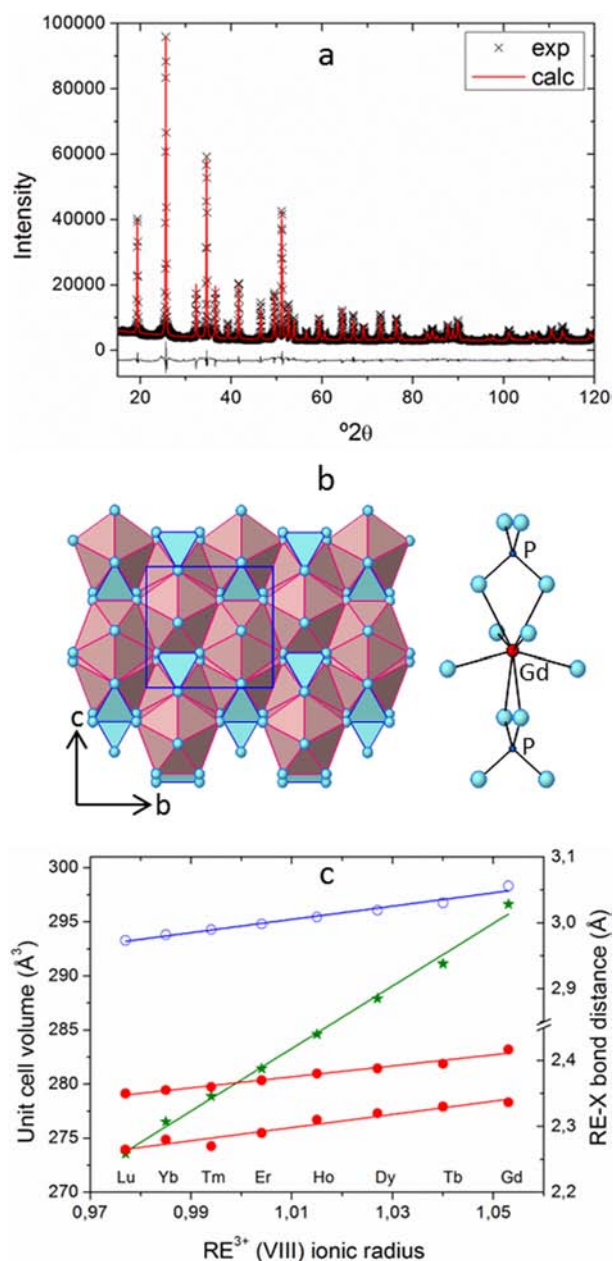 a
exp
calc
100000
80000
60000
40000
20000
0
Intensity
20 40 60 80 100 120
º2θ
b
P
Gd
P
c
b
c
300
295
290
285
280
275
270
Unit cell volume (Å³)
3,1
3,0
2,9
2,4
2,3
2,2
RE-X bond distance (Å)
Lu Yb Tm Er Ho Dy Tb Gd
0,97 0,99 1,01 1,03 1,05
RE³⁺ (VIII) ionic radius